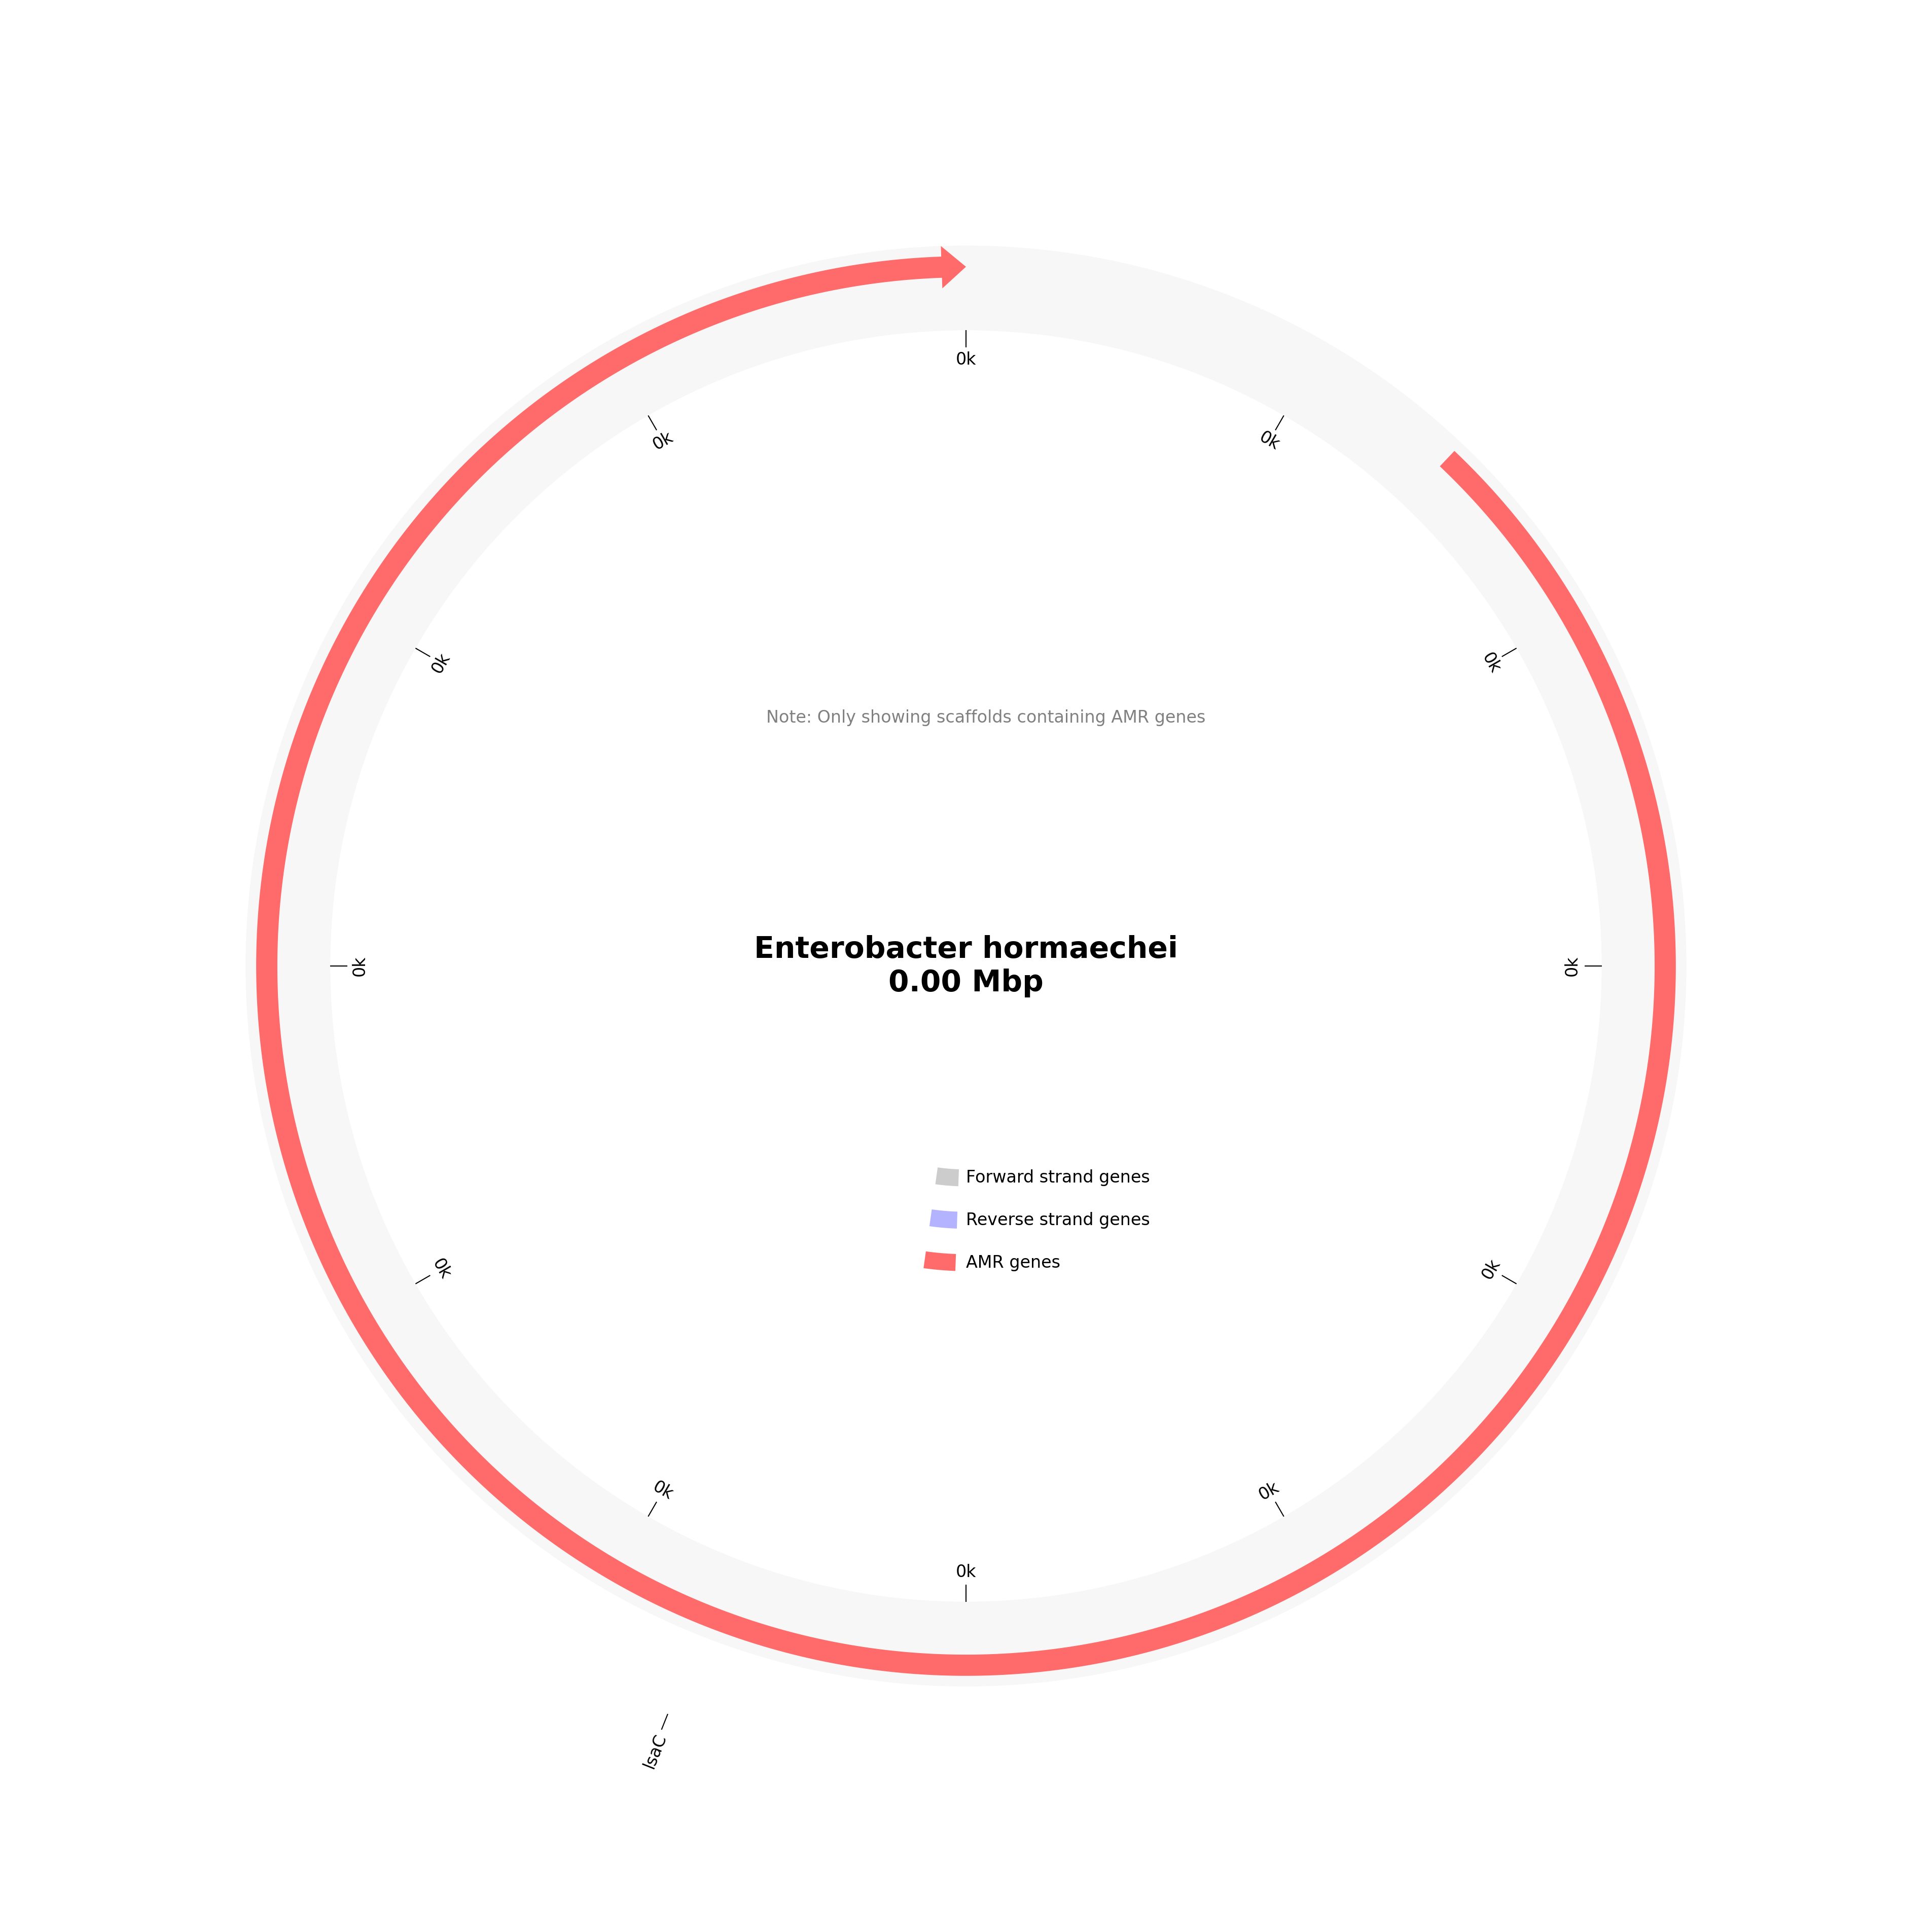 0k
0k
0k
0k
0k
Note: Only showing scaffolds containing AMR genes
Enterobacter hormaechei
0.00 Mbp
0k
0k
Forward strand genes
Reverse strand genes
AMR genes
0k
0k
0k
0k
0k
lsaC